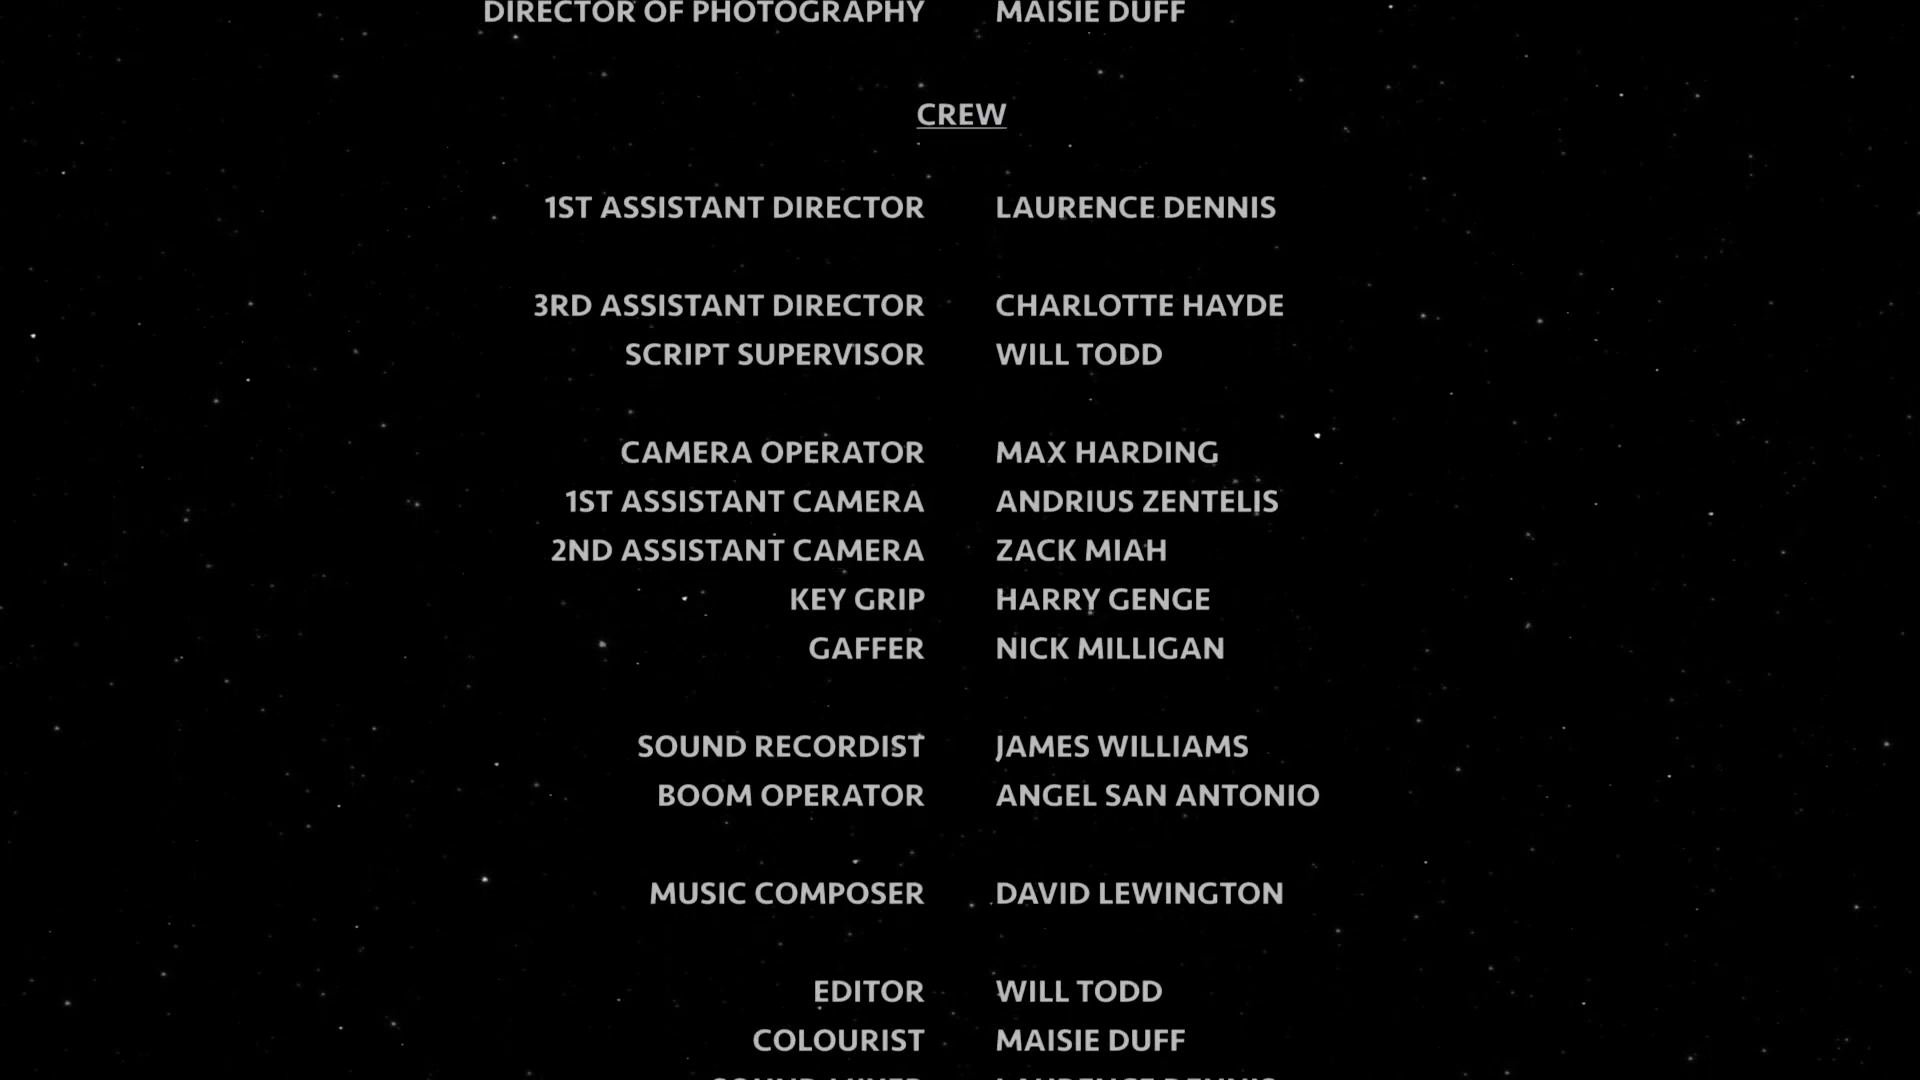 DIRECTOR OF PHOTOGRAPHY MAISIE DUFF
CREW
1ST ASSISTANT DIRECTOR LAURENCE DENNIS
3RD ASSISTANT DIRECTOR CHARLOTTE HAYDE
SCRIPT SUPERVISOR WILL TODD
CAMERA OPERATOR MAX HARDING
1ST ASSISTANT CAMERA ANDRIUS ZENTELIS
2ND ASSISTANT CAMERA ZACK MIAH
KEY GRIP HARRY GENGE
GAFFER NICK MILLIGAN
SOUND RECORDIST JAMES WILLIAMS
BOOM OPERATOR ANGEL SAN ANTONIO
MUSIC COMPOSER DAVID LEWINGTON
EDITOR WILL TODD
COLOURIST MAISIE DUFF